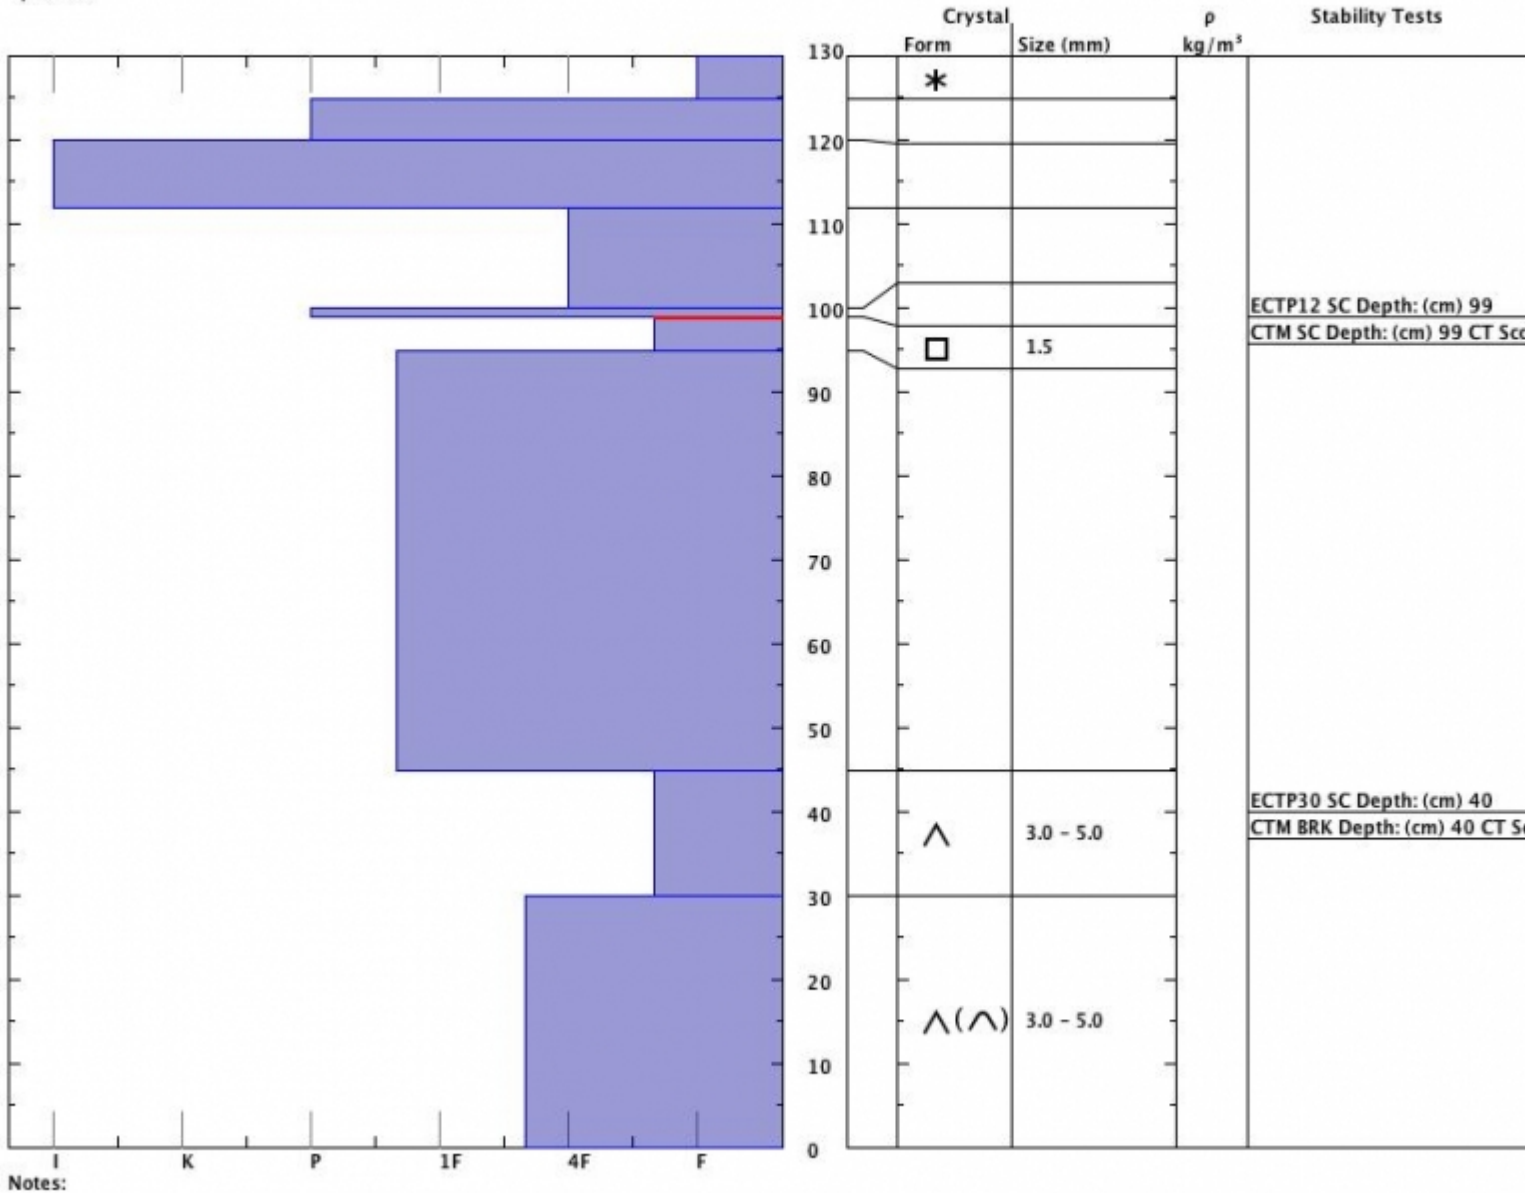 Crystal ρ Stability Tests
Form Size (mm) kg/m³
130
120
110
100
ECTP12 SC Depth: (cm) 99
CTM SC Depth: (cm) 99 CT
1.5
90
80
70
60
50
ECTP30 SC Depth: (cm) 40
40
CTM BRK Depth: (cm) 40 CT
3.0 - 5.0
30
20
( ) 3.0 - 5.0
10
0
I K P 1F 4F F
Notes: